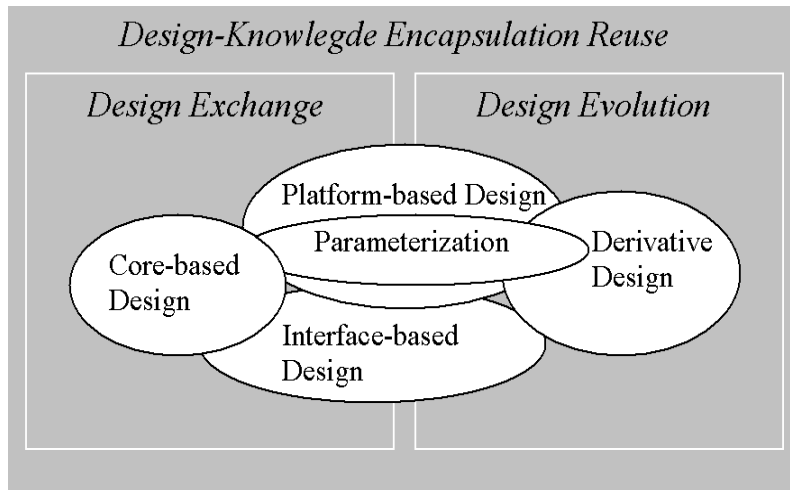 Design-Knowlegde Encapsulation Reuse
Design Exchange
Design Evolution
Platform-based Design
Parameterization
Core-based
Design
Derivative
Design
Interface-based
Design